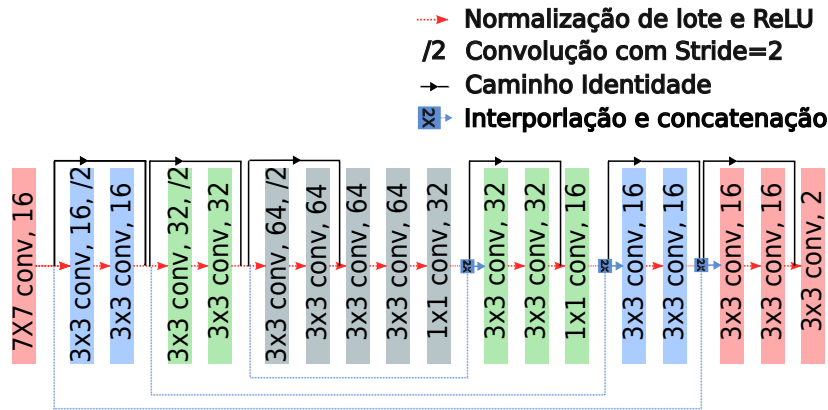 Normalização de lote e ReLU
/2 Convolução com Stride=2
Caminho Identidade
2X Interporlação e concatenação
7X7 conv, 16
3x3 conv, 16, /2
3x3 conv, 16
3x3 conv, 32, /2
3x3 conv, 32
3x3 conv, 64, /2
3x3 conv, 64
3x3 conv, 64
3x3 conv, 64
1x1 conv, 32
2X
3x3 conv, 32
3x3 conv, 32
1x1 conv, 16
2X
3x3 conv, 16
3x3 conv, 16
2X
3x3 conv, 16
3x3 conv, 16
3x3 conv, 2